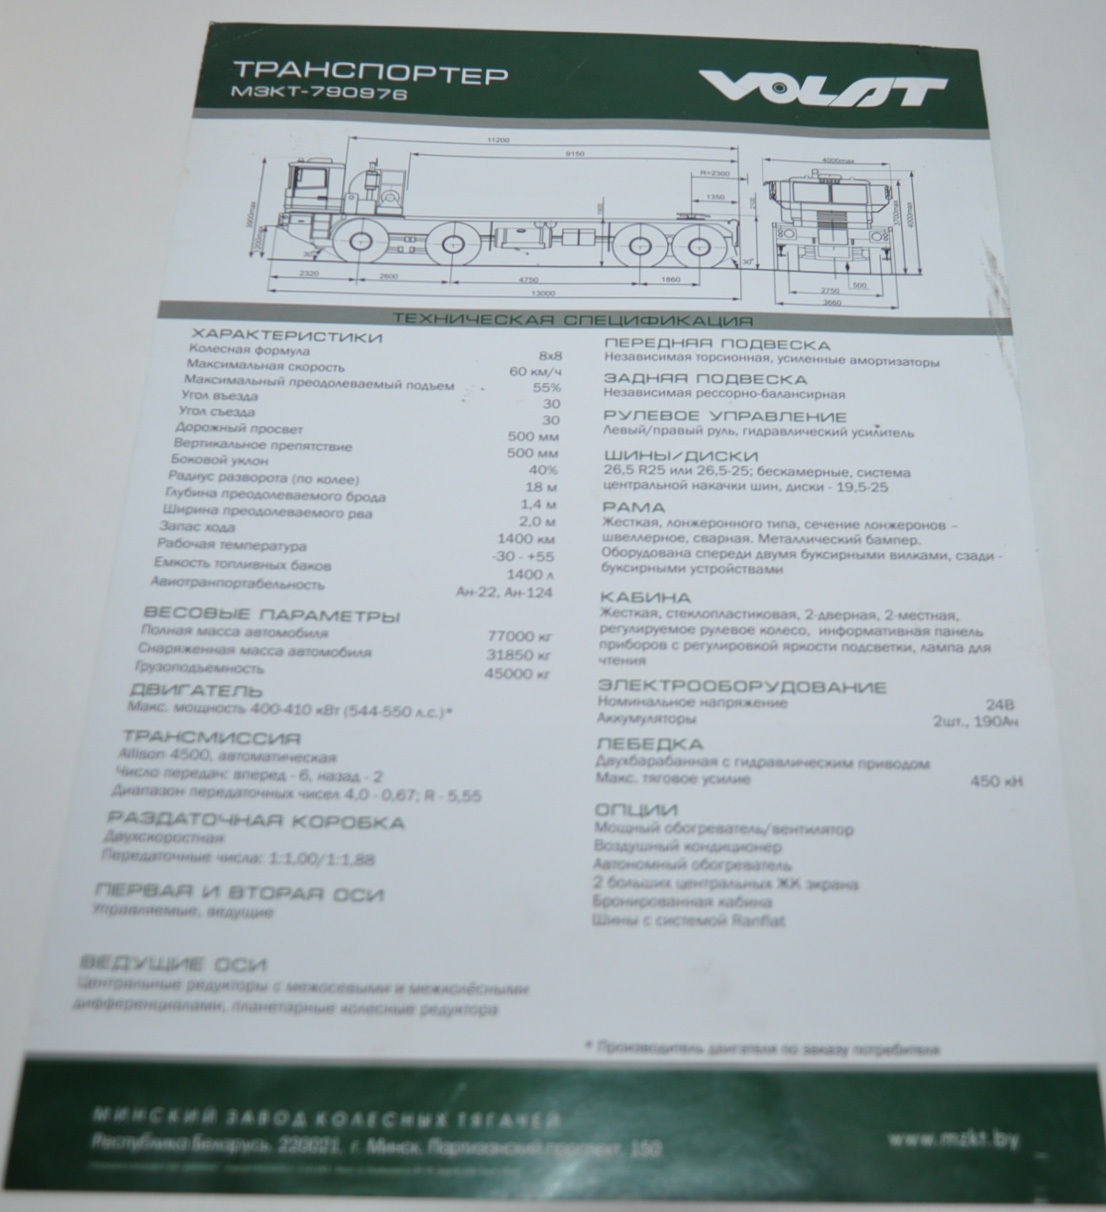 ТРАНСПОРТЕР
МЗКТ-790976
VOLAT
11200
9150
R=2300
1350
2320
2600
4750
1860
13000
30°
30°
4000max
3700max
4000max
500
2750
3660
ТЕХНИЧЕСКАЯ СПЕЦИФИКАЦИЯ
ХАРАКТЕРИСТИКИ
Колесная формула 8х8
Максимальная скорость 60 км/ч
Максимальный преодолеваемый подъем 55%
Угол въезда 30
Угол съезда 30
Дорожный просвет 500 мм
Вертикальное препятствие 500 мм
Боковой уклон 40%
Радиус разворота (по колее) 18 м
Глубина преодолеваемого брода 1,4 м
Ширина преодолеваемого рва 2,0 м
Запас хода 1400 км
Рабочая температура -30 - +55
Емкость топливных баков 1400 л
Авиотранпортабельность Ан-22, Ан-124
ВЕСОВЫЕ ПАРАМЕТРЫ
Полная масса автомобиля 77000 кг
Снаряженная масса автомобиля 31850 кг
Грузоподъемность 45000 кг
ДВИГАТЕЛЬ
Макс. мощность 400-410 кВт (544-550 л.с.)*
ТРАНСМИССИЯ
Allison 4500, автоматическая
Число передач: вперед - 6, назад - 2
Диапазон передаточных чисел 4,0 - 0,67; R - 5,55
РАЗДАТОЧНАЯ КОРОБКА
Двухскоростная
Передаточные числа: 1:1,00/1:1,88
ПЕРВАЯ И ВТОРАЯ ОСИ
Управляемые, ведущие
ВЕДУЩИЕ ОСИ
Центральные редукторы с межосевыми и межколёсными
дифференциалами, планетарные колесные редуктора
ПЕРЕДНЯЯ ПОДВЕСКА
Независимая торсионная, усиленные амортизаторы
ЗАДНЯЯ ПОДВЕСКА
Независимая рессорно-балансирная
РУЛЕВОЕ УПРАВЛЕНИЕ
Левый/правый руль, гидравлический усилитель
ШИНЫ/ДИСКИ
26,5 R25 или 26,5-25; бескамерные, система
центральной накачки шин, диски - 19,5-25
РАМА
Жесткая, лонжеронного типа, сечение лонжеронов –
швеллерное, сварная. Металлический бампер.
Оборудована спереди двумя буксирными вилками, сзади -
буксирными устройствами
КАБИНА
Жесткая, стеклопластиковая, 2-дверная, 2-местная,
регулируемое рулевое колесо, информативная панель
приборов с регулировкой яркости подсветки, лампа для
чтения
ЭЛЕКТРООБОРУДОВАНИЕ
Номинальное напряжение 24В
Аккумуляторы 2шт., 190Ач
ЛЕБЕДКА
Двухбарабанная с гидравлическим приводом
Макс. тяговое усилие 450 кН
ОПЦИИ
Мощный обогреватель/вентилятор
Воздушный кондиционер
Автономный обогреватель
2 больших центральных ЖК экрана
Бронированная кабина
Шины с системой Ranflat
* Производитель двигателя по заказу потребителя
МИНСКИЙ ЗАВОД КОЛЕСНЫХ ТЯГАЧЕЙ
Республика Беларусь, 220021, г. Минск, Партизанский проспект, 150
www.mzkt.by